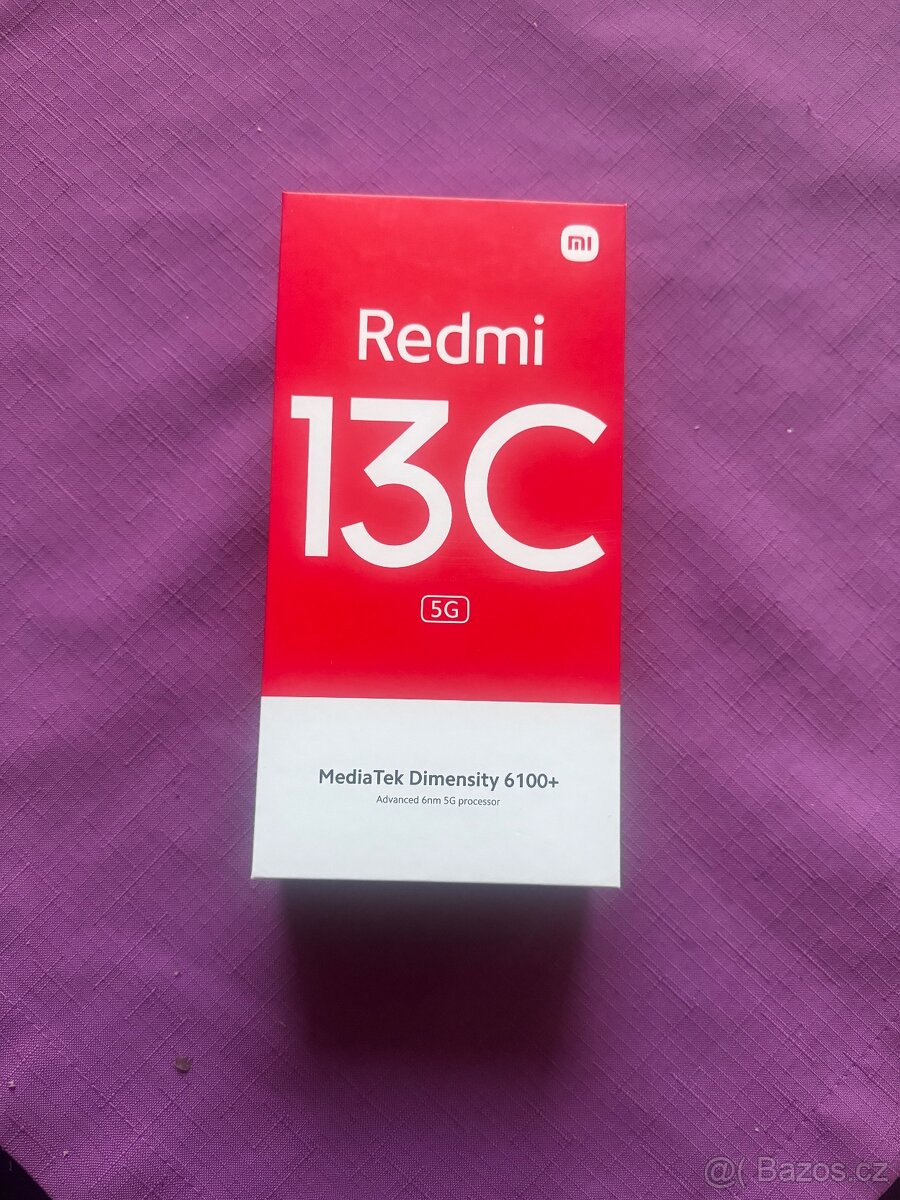 mi
Redmi
13C
5G
MediaTek Dimensity 6100+
Advanced 6nm 5G processor
@( Bazos.cz